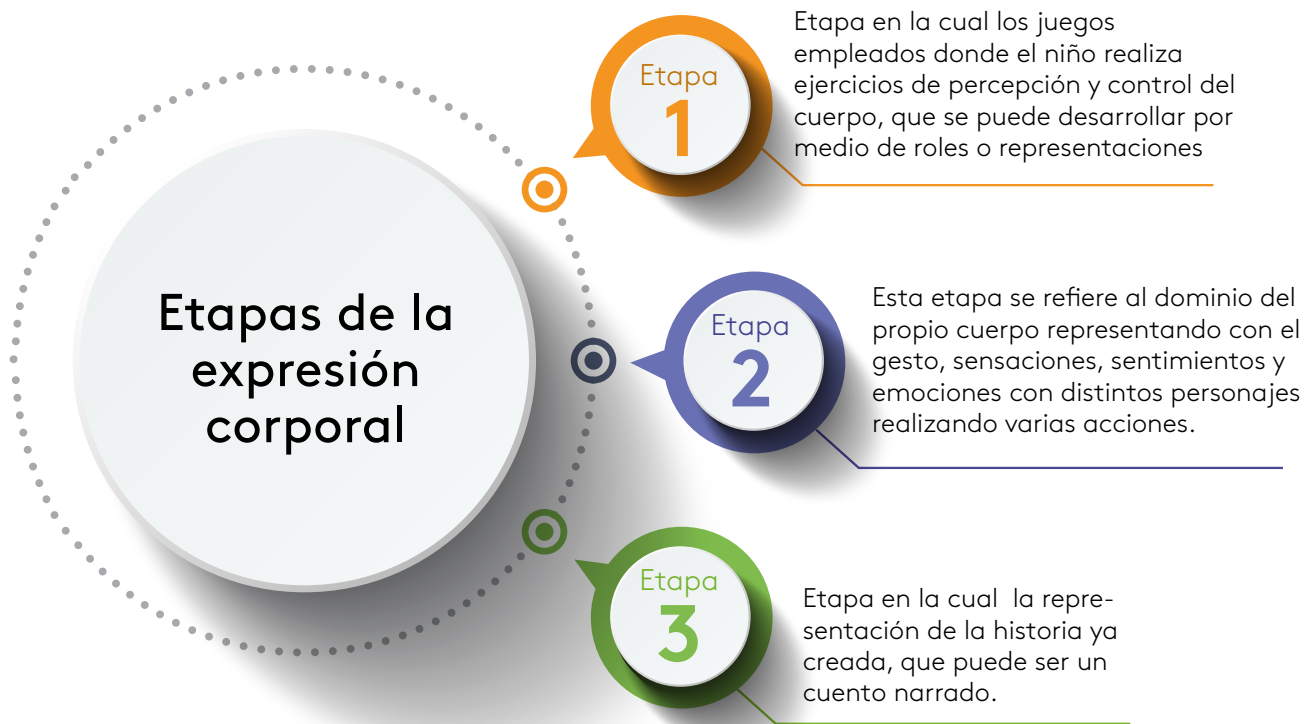 Etapas de la
expresión
corporal
Etapa
1
Etapa en la cual los juegos
empleados donde el niño realiza
ejercicios de percepción y control del
cuerpo, que se puede desarrollar por
medio de roles o representaciones
Etapa
2
Esta etapa se refiere al dominio del
propio cuerpo representando con el
gesto, sensaciones, sentimientos y
emociones con distintos personajes
realizando varias acciones.
Etapa
3
Etapa en la cual la repre-
sentación de la historia ya
creada, que puede ser un
cuento narrado.